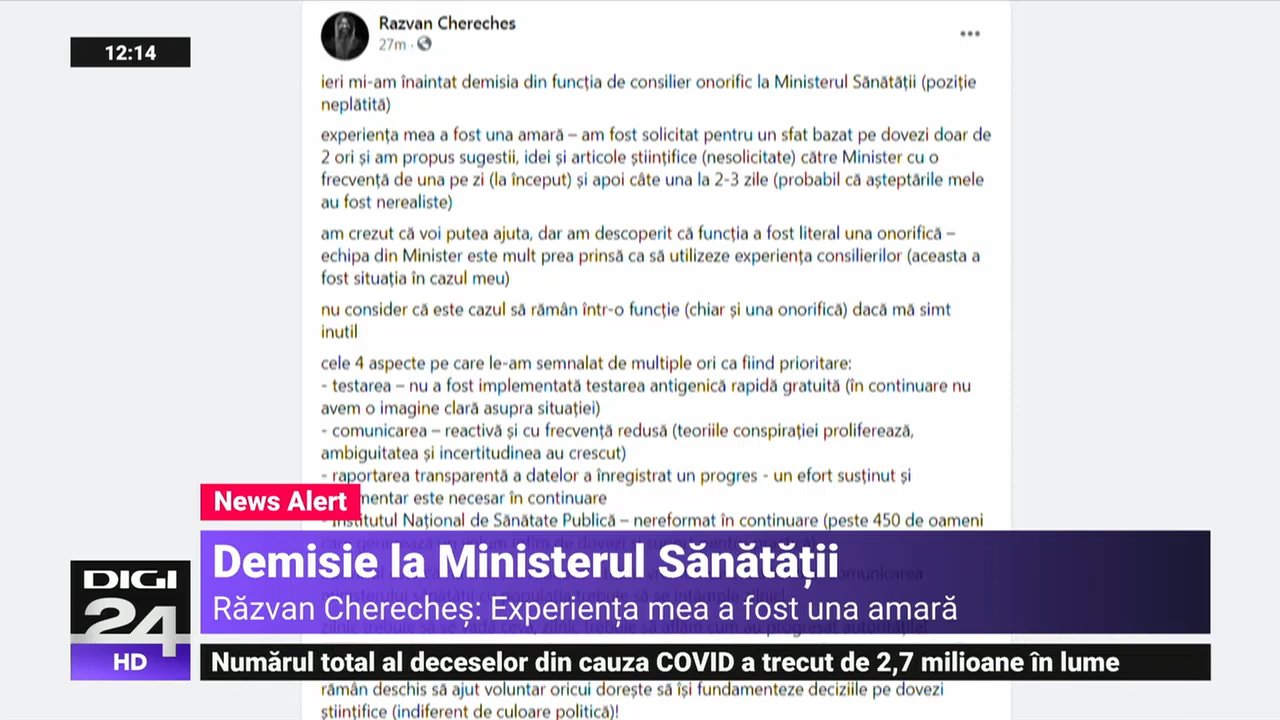 12:14
Razvan Chereches
27m ·
ieri mi-am înaintat demisia din funcția de consilier onorific la Ministerul Sănătății (poziție
neplătită)
experiența mea a fost una amară – am fost solicitat pentru un sfat bazat pe dovezi doar de
2 ori și am propus sugestii, idei și articole științifice (nesolicitate) către Minister cu o
frecvență de una pe zi (la început) și apoi câte una la 2-3 zile (probabil că așteptările mele
au fost nerealiste)
am crezut că voi putea ajuta, dar am descoperit că funcția a fost literal una onorifică –
echipa din Minister este mult prea prinsă ca să utilizeze experiența consilierilor (aceasta a
fost situația în cazul meu)
nu consider că este cazul să rămân într-o funcție (chiar și una onorifică) dacă mă simt
inutil
cele 4 aspecte pe care le-am semnalat de multiple ori ca fiind prioritare:
- testarea – nu a fost implementată testarea antigenică rapidă gratuită (în continuare nu
avem o imagine clară asupra situației)
- comunicarea – reactivă și cu frecvență redusă (teoriile conspirației proliferează,
ambiguitatea și incertitudinea au crescut)
- raportarea transparentă a datelor a înregistrat un progres - un efort susținut și
mentar este necesar în continuare
- Institutul Național de Sănătate Publică – nereformat în continuare (peste 450 de oameni
News Alert
Demisie la Ministerul Sănătății
Răzvan Cherecheș: Experiența mea a fost una amară
DIGI
24
HD
Numărul total al deceselor din cauza COVID a trecut de 2,7 milioane în lume
rămân deschis să ajut voluntar oricui dorește să își fundamenteze deciziile pe dovezi
științifice (indiferent de culoare politică)!